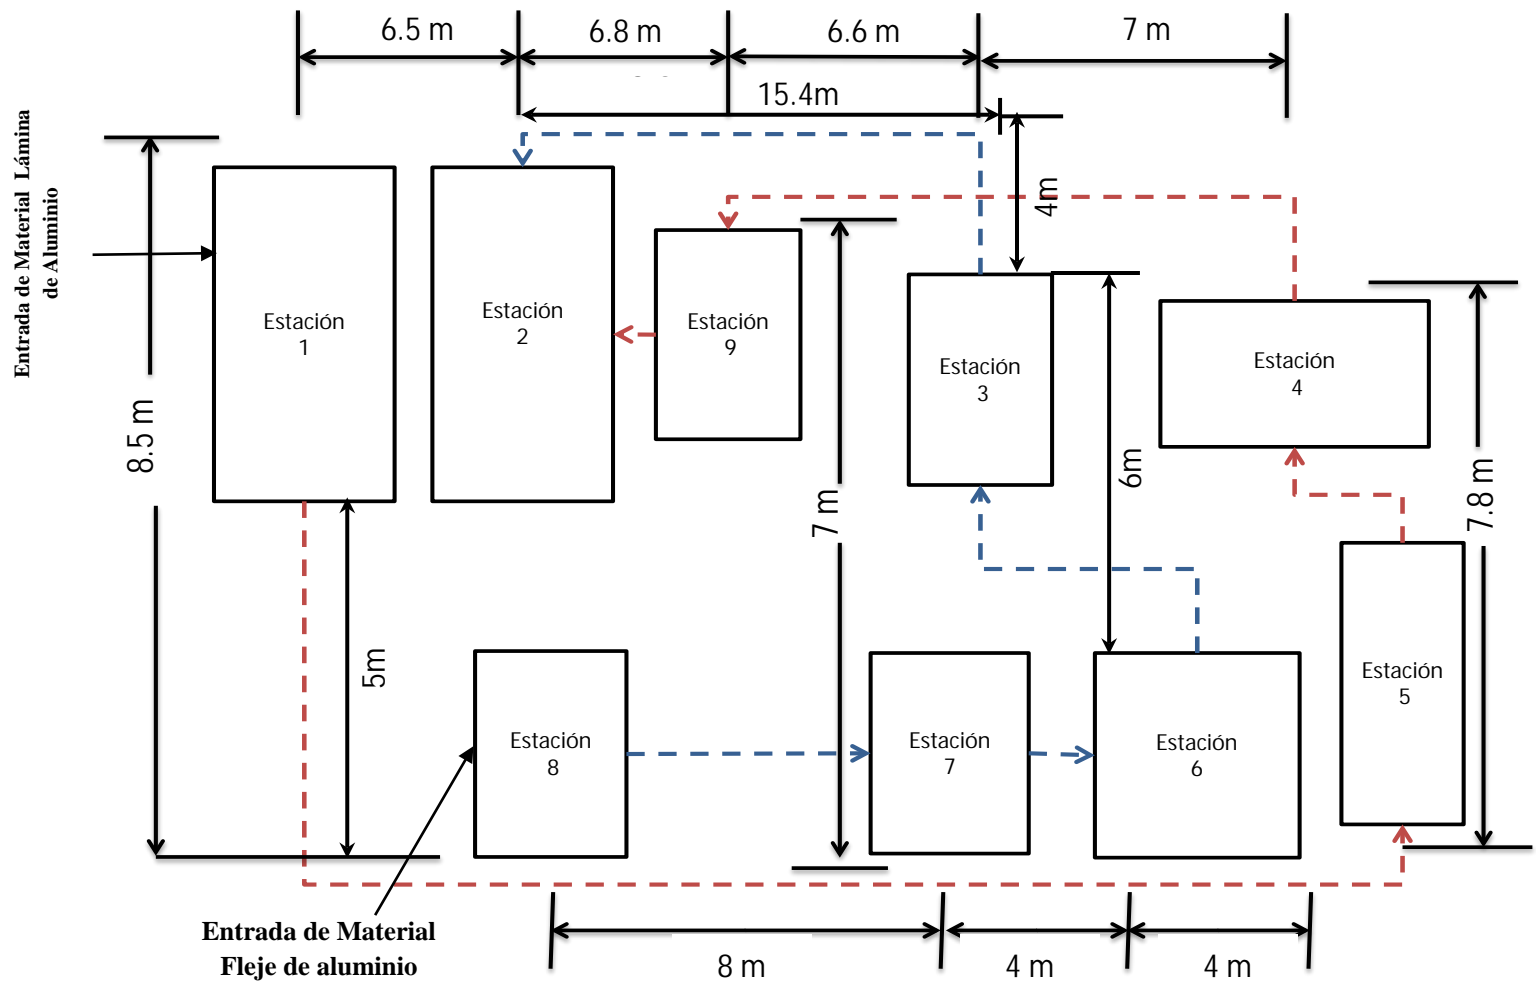 6.5 m
6.8 m
6.6 m
7 m
15.4m
4m
Entrada de Material Lámina
de Aluminio
8.5 m
Estación
1
Estación
2
Estación
9
Estación
3
Estación
4
7 m
6m
7.8 m
5m
Estación
8
Estación
7
Estación
6
Estación
5
Entrada de Material
Fleje de aluminio
8 m
4 m
4 m